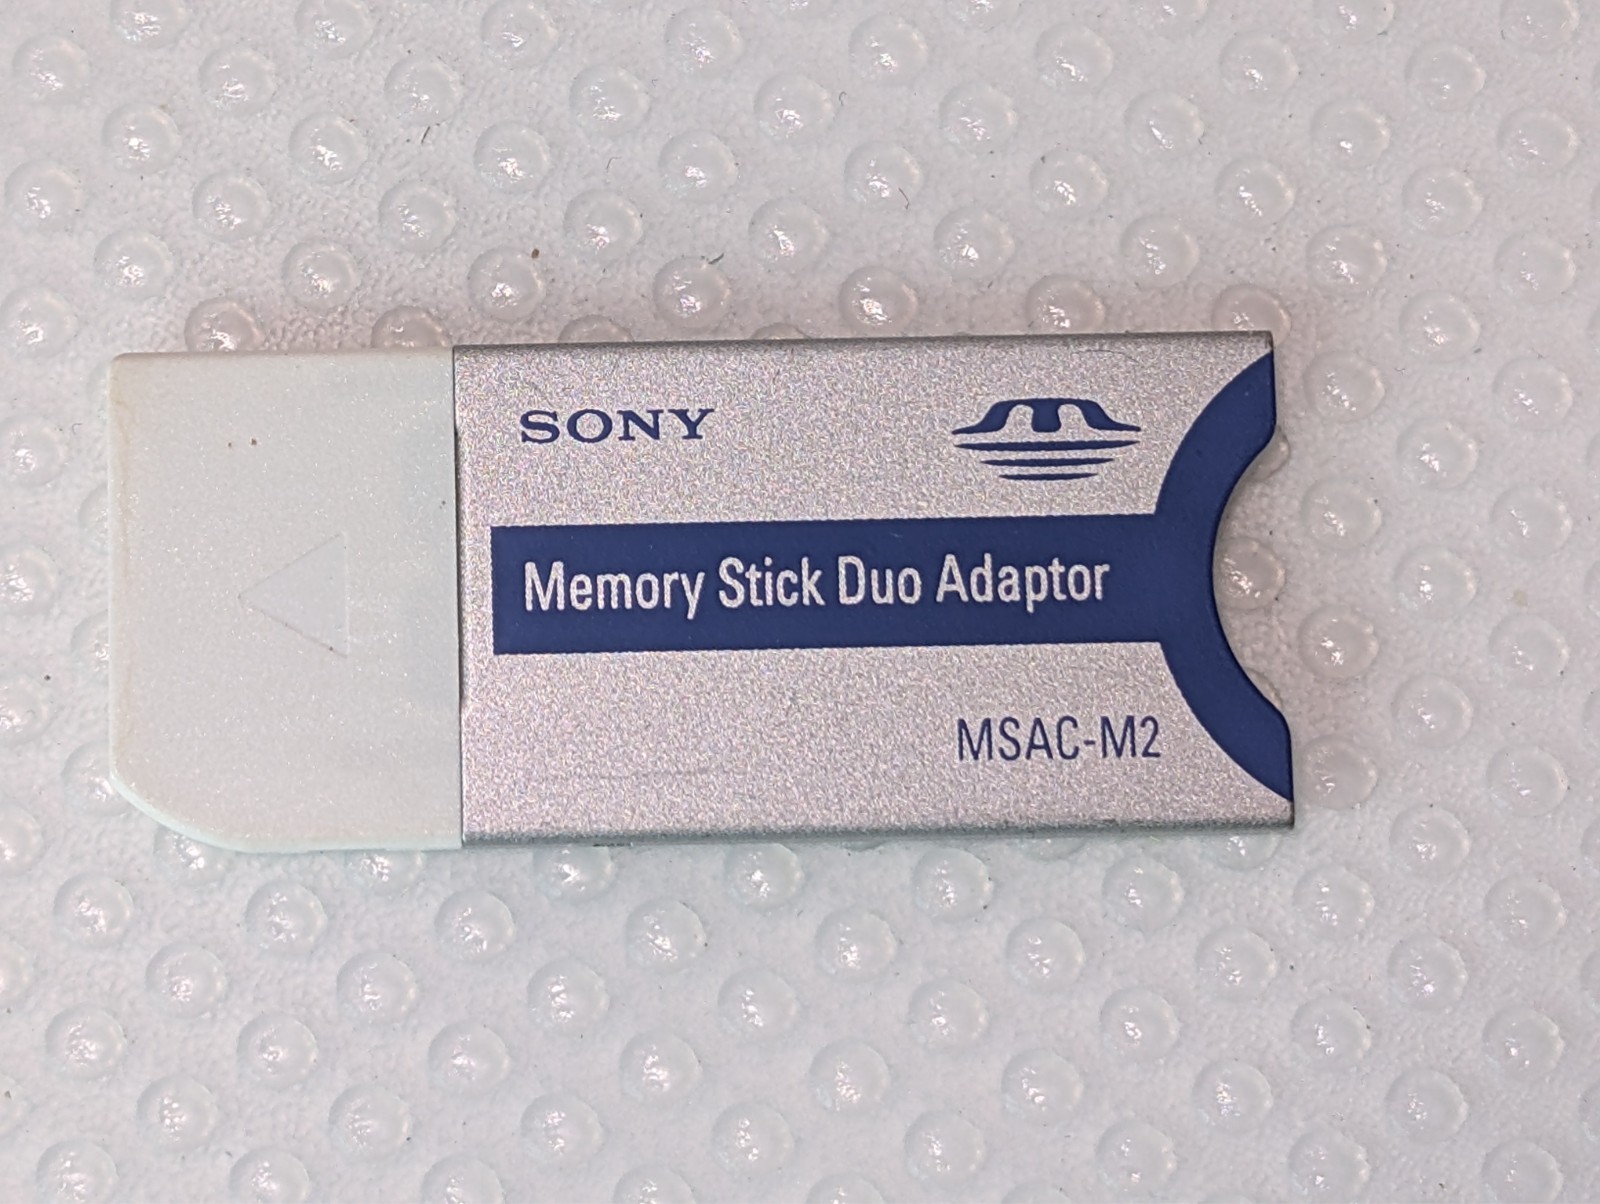 SONY
Memory Stick Duo Adaptor
MSAC-M2